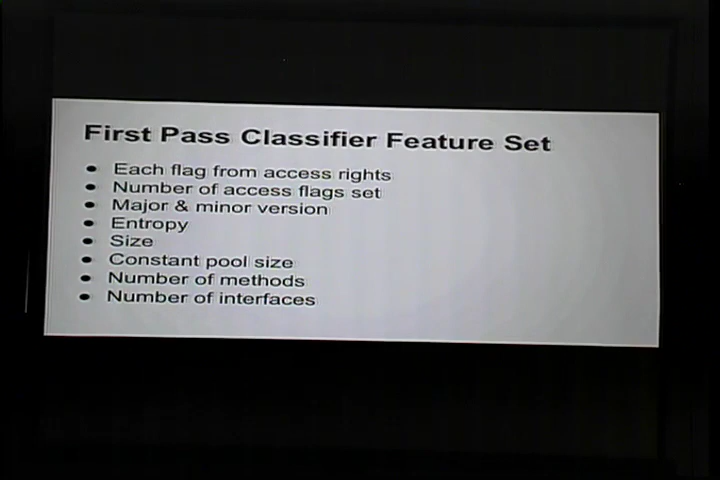 First Pass Classifier Feature Set
● Each flag from access rights
● Number of access flags set
● Major & minor version
● Entropy
● Size
● Constant pool size
● Number of methods
● Number of interfaces